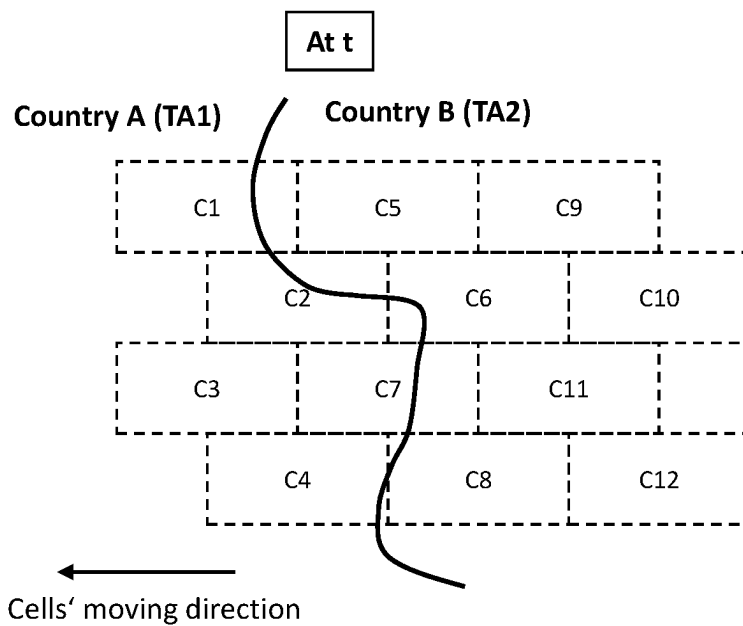 At t
Country A (TA1)
Country B (TA2)
C1
C5
C9
C2
C6
C10
C3
C7
C11
C4
C8
C12
Cells‘ moving direction